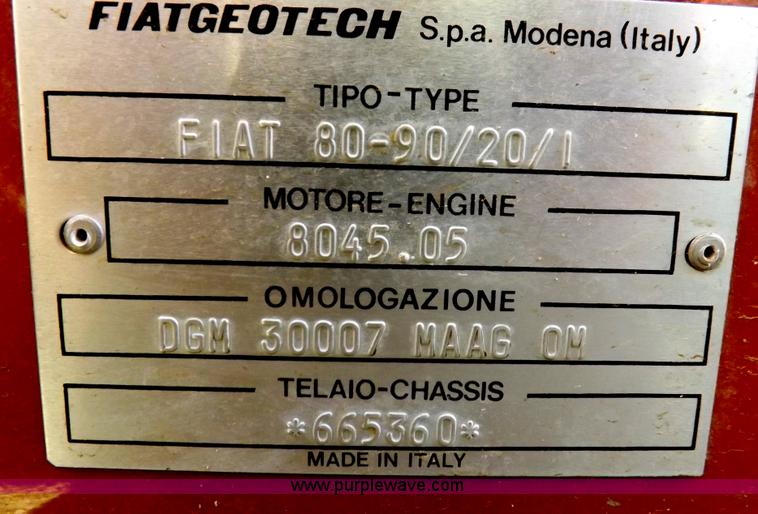 FIATGEOTECH S.p.a. Modena (Italy)
TIPO-TYPE
FIAT 80-90/20/1
MOTORE-ENGINE
8045.05
OMOLOGAZIONE
DGM 30007 MAAG OM
TELAIO-CHASSIS
*665360*
MADE IN ITALY
www.purplewave.com